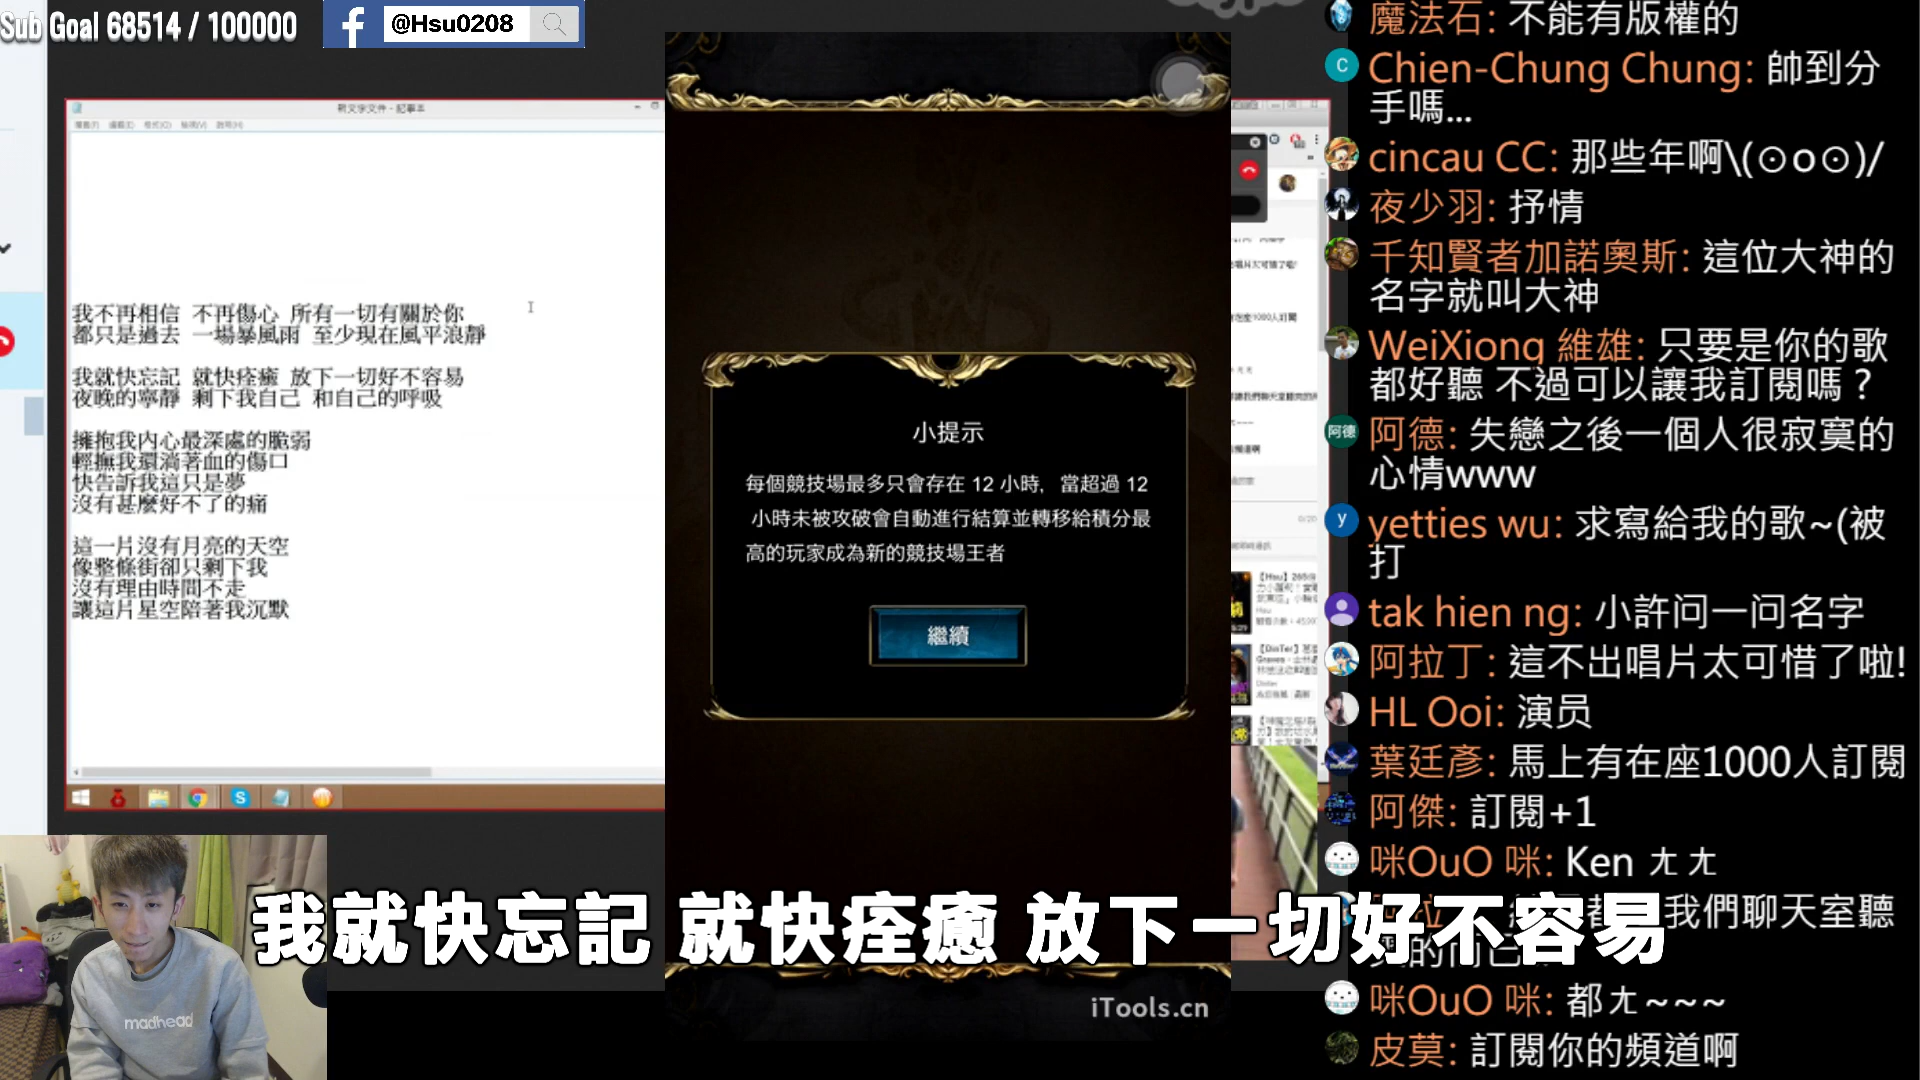 Sub Goal 68514 / 100000
@Hsu0208
新文字文件 - 記事本
我不再相信 不再傷心 所有一切有關於你
都只是過去 一場暴風雨 至少現在風平浪靜
我就快忘記 就快痊癒 放下一切好不容易
夜晚的寧靜 剩下我自己 和自己的呼吸
擁抱我內心最深處的脆弱
輕撫我還淌著血的傷口
快告訴我這只是夢
沒有甚麼好不了的痛
這一片沒有月亮的天空
像整條街卻只剩下我
沒有理由時間不走
讓這片星空陪著我沉默
madhead
小提示
每個競技場最多只會存在 12 小時，當超過 12
小時未被攻破會自動進行結算並轉移給積分最
高的玩家成為新的競技場王者
繼續
我就快忘記 就快痊癒 放下一切好不容易
iTools.cn
魔法石: 不能有版權的
Chien-Chung Chung: 帥到分
手嗎...
cincau CC: 那些年啊\(⊙o⊙)/
夜少羽: 抒情
千知賢者加諾奧斯: 這位大神的
名字就叫大神
WeiXiong 維雄: 只要是你的歌
都好聽 不過可以讓我訂閱嗎？
阿德: 失戀之後一個人很寂寞的
心情www
yetties wu: 求寫給我的歌~(被
打
tak hien ng: 小許问一问名字
阿拉丁: 這不出唱片太可惜了啦!
HL Ooi: 演员
葉廷彥: 馬上有在座1000人訂閱
阿傑: 訂閱+1
咪OuO 咪: Ken ㄤㄤ
我們聊天室聽
咪OuO 咪: 都ㄤ~~~
皮莫: 訂閱你的頻道啊